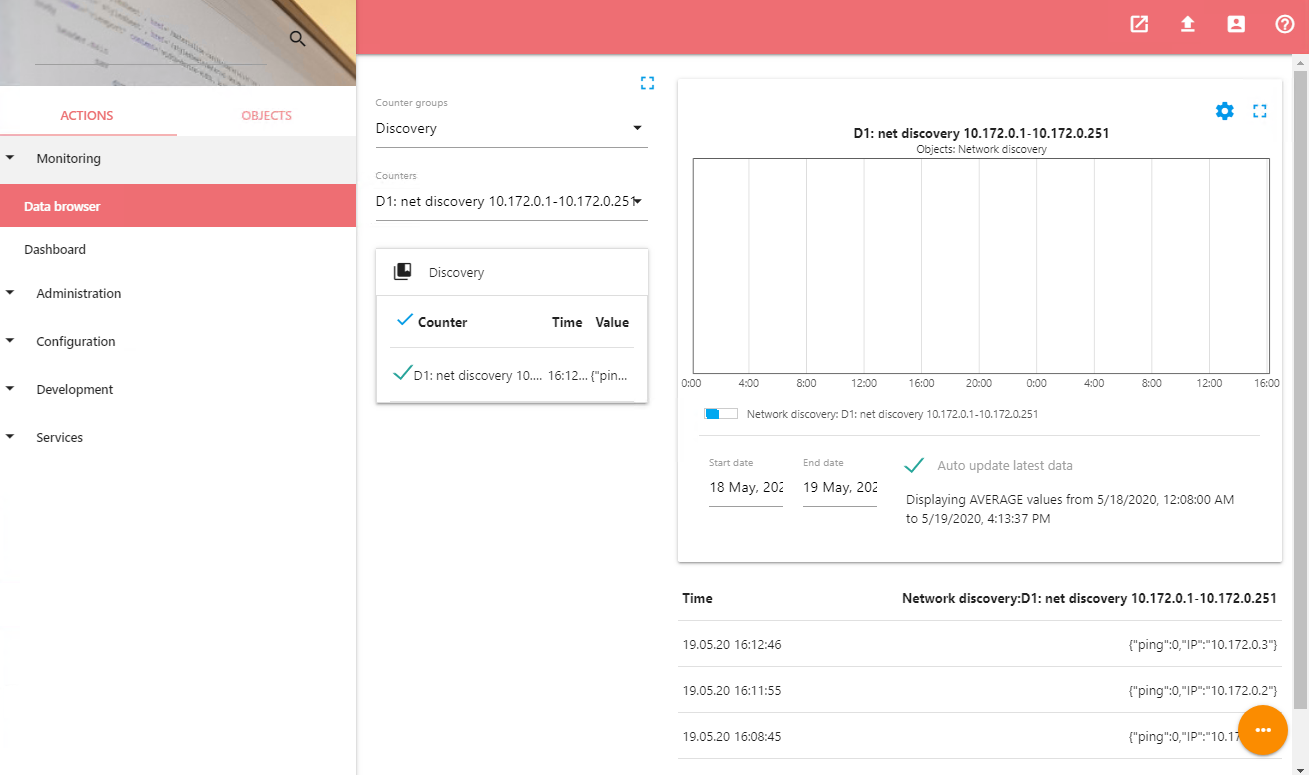 ACTIONS
OBJECTS
Monitoring
Data browser
Dashboard
Administration
Configuration
Development
Services
Counter groups
Discovery
Counters
D1: net discovery 10.172.0.1-10.172.0.251
Discovery
Counter Time Value
D1: net discovery 10.... 16:12... {"pin...
D1: net discovery 10.172.0.1-10.172.0.251
Objects: Network discovery
0:00 4:00 8:00 12:00 16:00 20:00 0:00 4:00 8:00 12:00 16:00
Network discovery: D1: net discovery 10.172.0.1-10.172.0.251
Start date
18 May, 202
End date
19 May, 202
Auto update latest data
Displaying AVERAGE values from 5/18/2020, 12:08:00 AM
to 5/19/2020, 4:13:37 PM
Time Network discovery:D1: net discovery 10.172.0.1-10.172.0.251
19.05.20 16:12:46 {"ping":0,"IP":"10.172.0.3"}
19.05.20 16:11:55 {"ping":0,"IP":"10.172.0.2"}
19.05.20 16:08:45 {"ping":0,"IP":"10.17